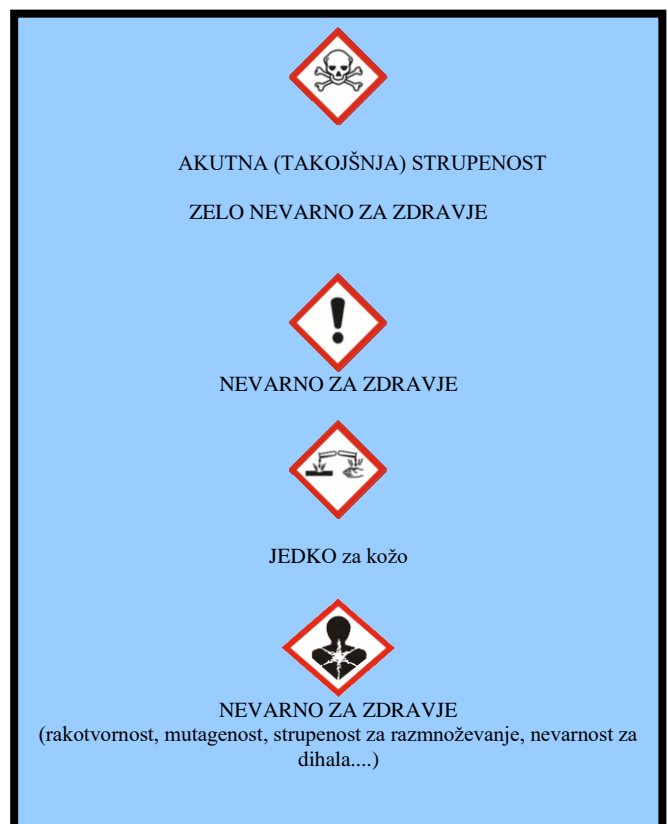 AKUTNA (TAKOJŠNJA) STRUPENOST
ZELO NEVARNO ZA ZDRAVJE
NEVARNO ZA ZDRAVJE
JEDKO za kožo
NEVARNO ZA ZDRAVJE
(rakotvornost, mutagenost, strupenost za razmnoževanje, nevarnost za
dihala....)